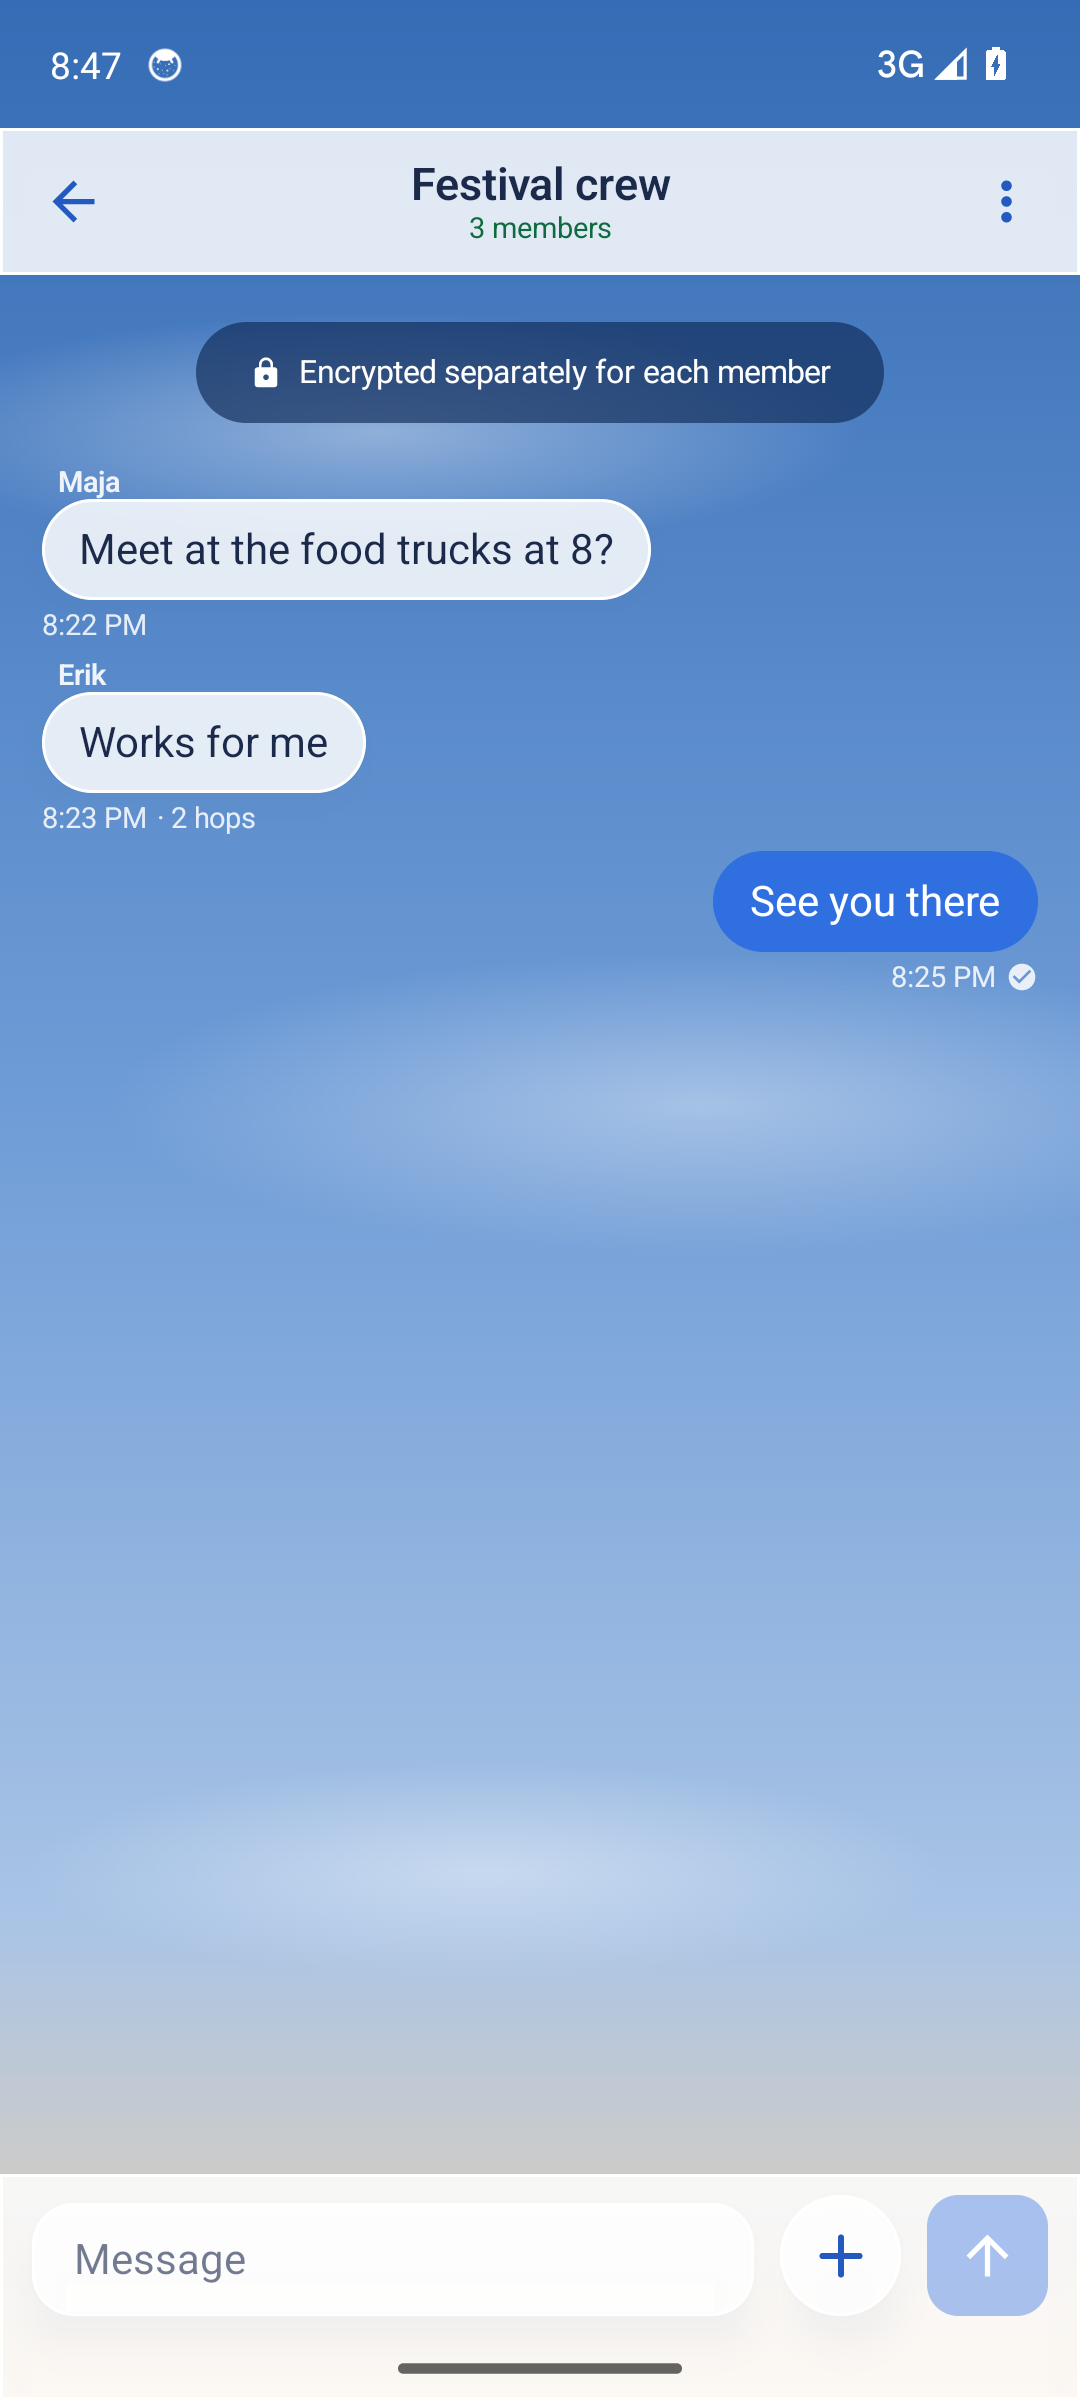 8:47
3G
Festival crew
3 members
Encrypted separately for each member
Maja
Meet at the food trucks at 8?
8:22 PM
Erik
Works for me
8:23 PM · 2 hops
See you there
8:25 PM
Message